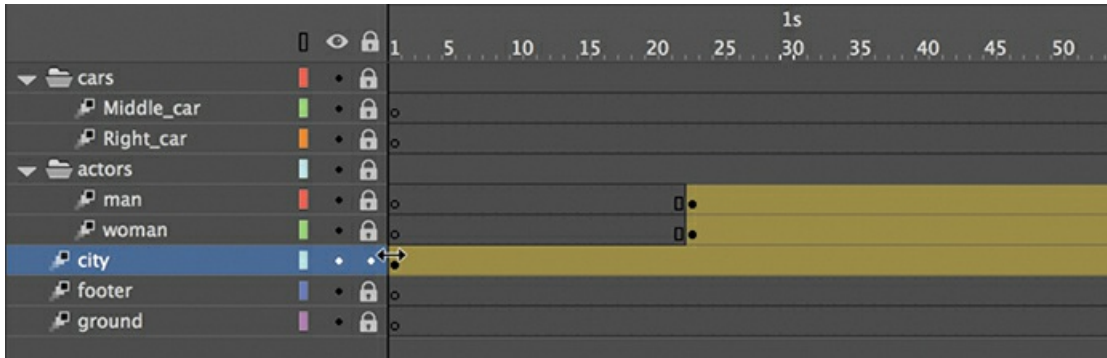 1s
1 5 10 15 20 25 30 35 40 45 50
cars
Middle_car
Right_car
actors
man
woman
city
footer
ground